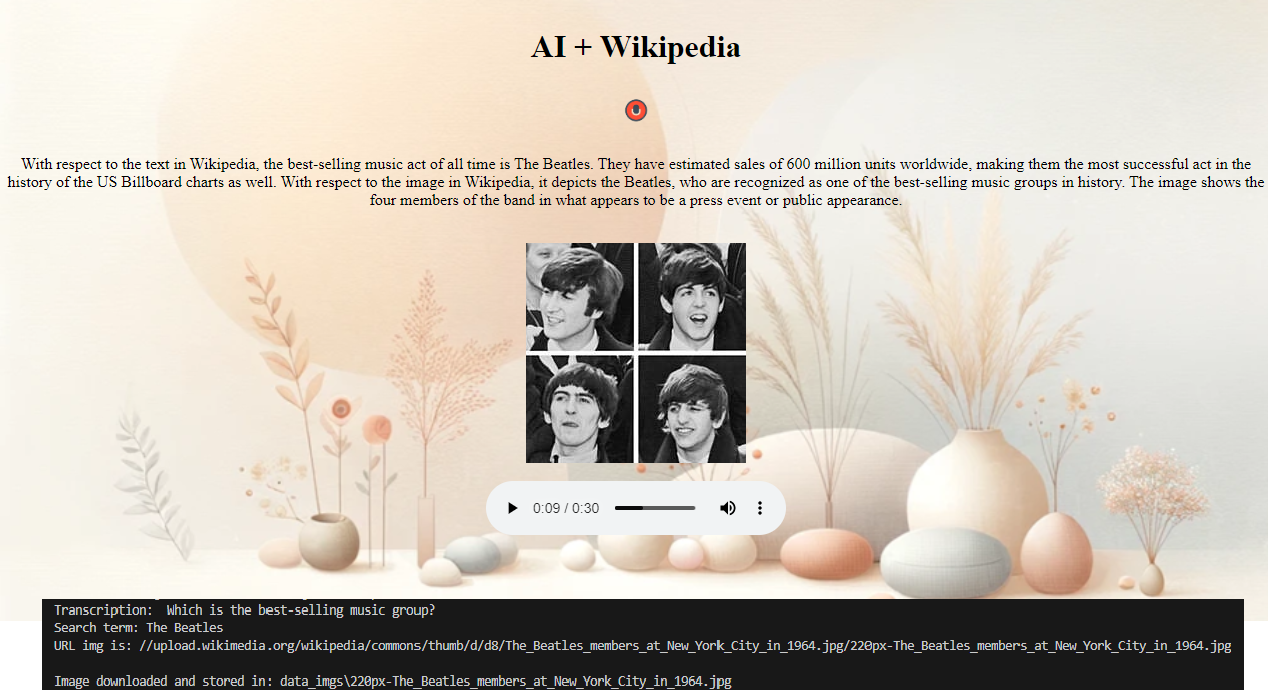 AI + Wikipedia
With respect to the text in Wikipedia, the best-selling music act of all time is The Beatles. They have estimated sales of 600 million units worldwide, making them the most successful act in the
history of the US Billboard charts as well. With respect to the image in Wikipedia, it depicts the Beatles, who are recognized as one of the best-selling music groups in history. The image shows the
four members of the band in what appears to be a press event or public appearance.
0:09 / 0:30
Transcription:  Which is the best-selling music group?
Search term: The Beatles
URL img is: //upload.wikimedia.org/wikipedia/commons/thumb/d/d8/The_Beatles_members_at_New_York_City_in_1964.jpg/220px-The_Beatles_members_at_New_York_City_in_1964.jpg
Image downloaded and stored in: data_imgs\220px-The_Beatles_members_at_New_York_City_in_1964.jpg